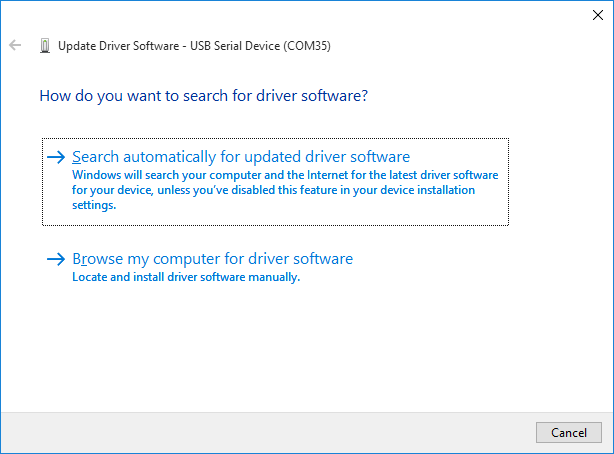 Update Driver Software - USB Serial Device (COM35)
How do you want to search for driver software?
Search automatically for updated driver software
Windows will search your computer and the Internet for the latest driver software
for your device, unless you've disabled this feature in your device installation
settings.
Browse my computer for driver software
Locate and install driver software manually.
Cancel